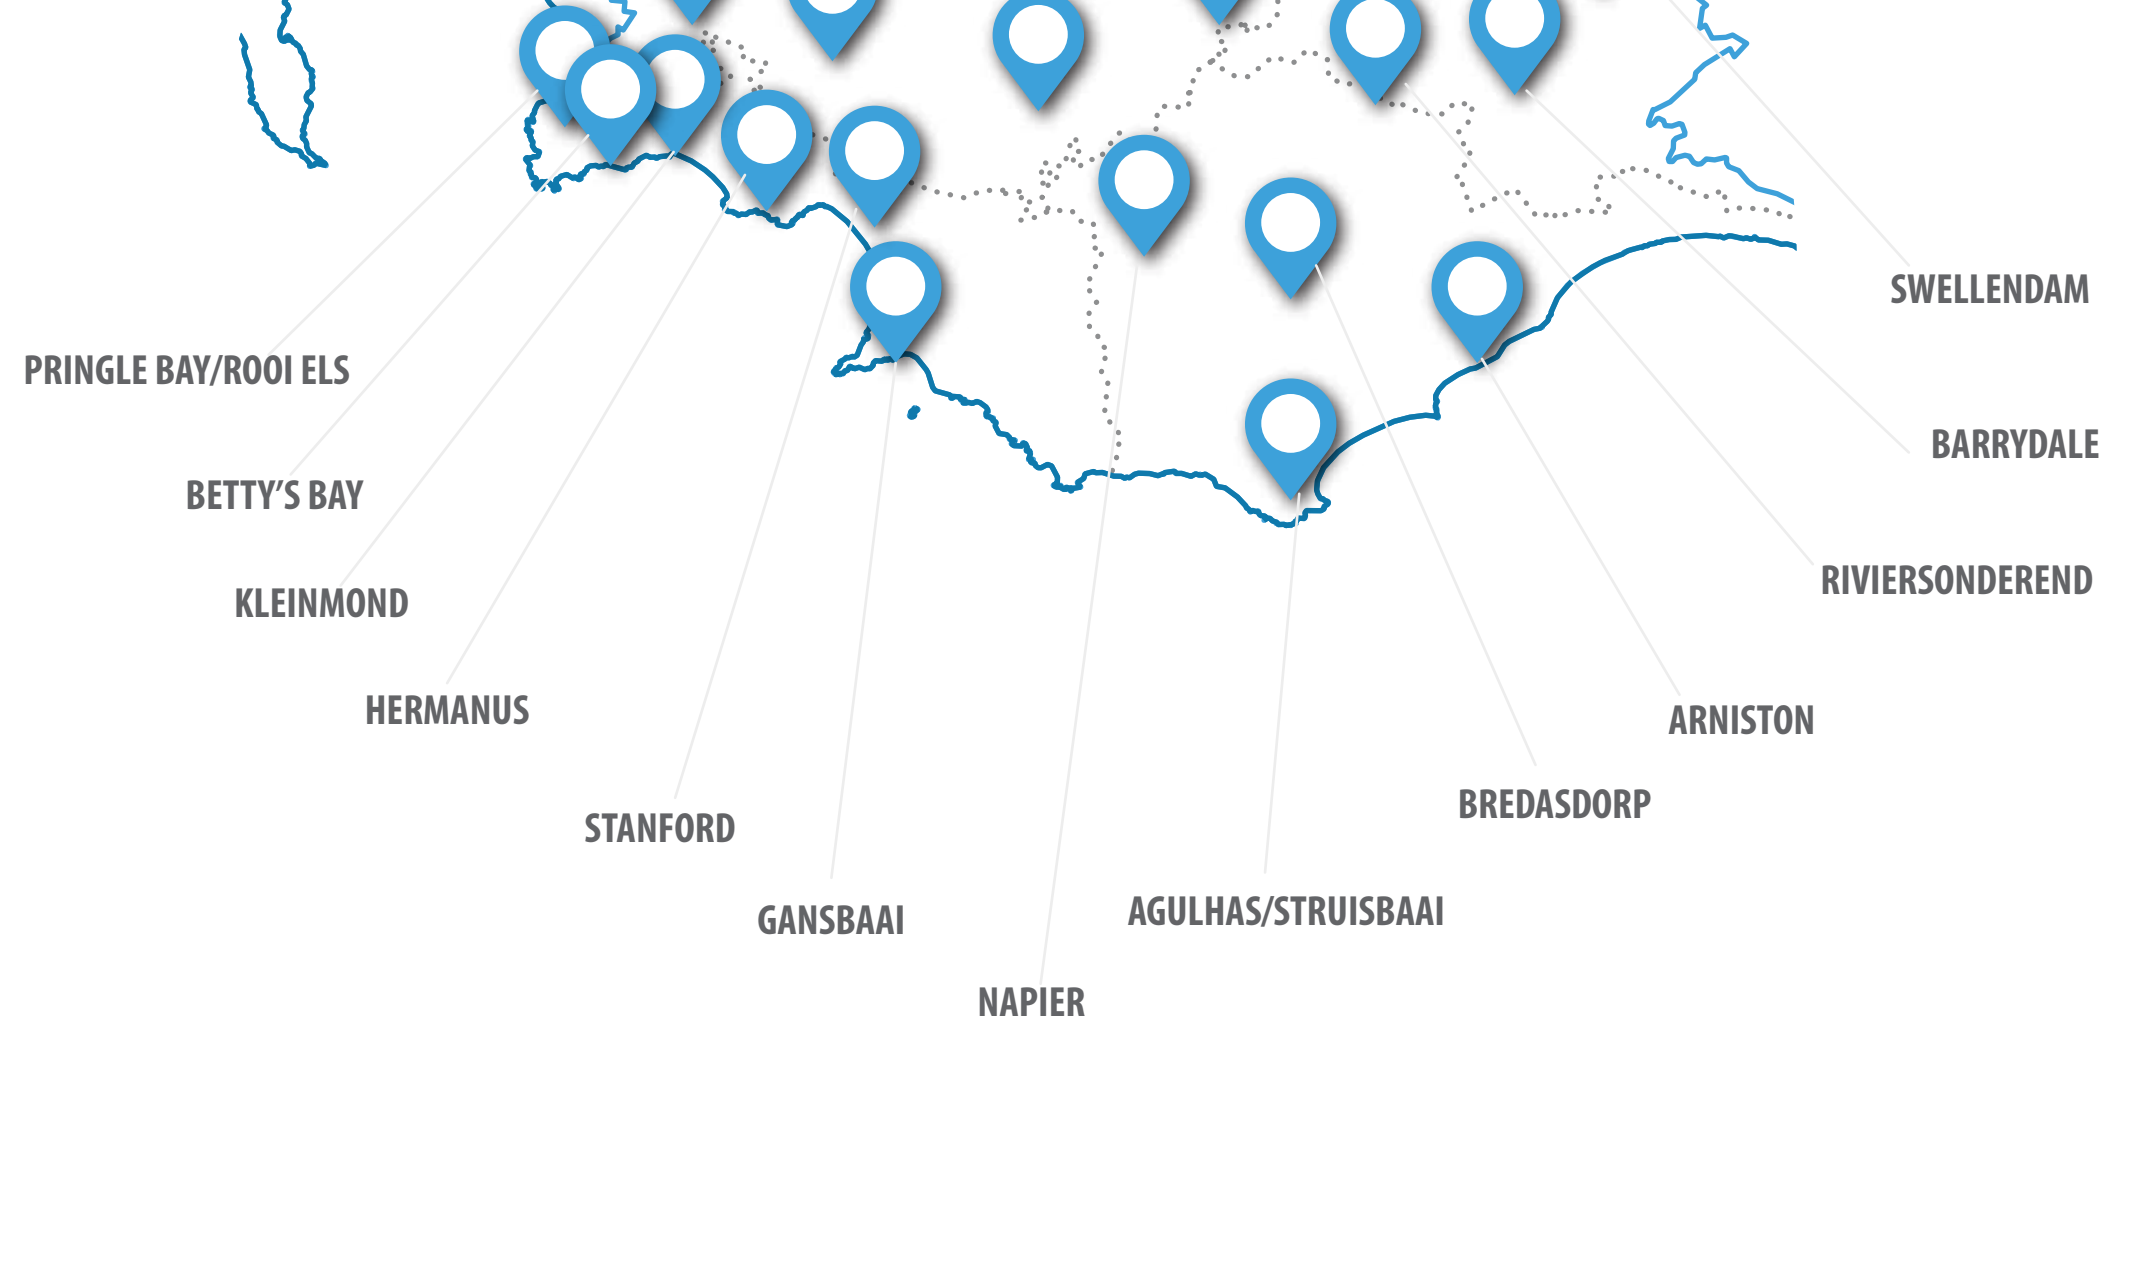 SWELLENDAM
PRINGLE BAY/ROOI ELS
BARRYDALE
BETTY’S BAY
RIVIERSONDEREND
KLEINMOND
HERMANUS
ARNISTON
BREDASDORP
STANFORD
AGULHAS/STRUISBAAI
GANSBAAI
NAPIER